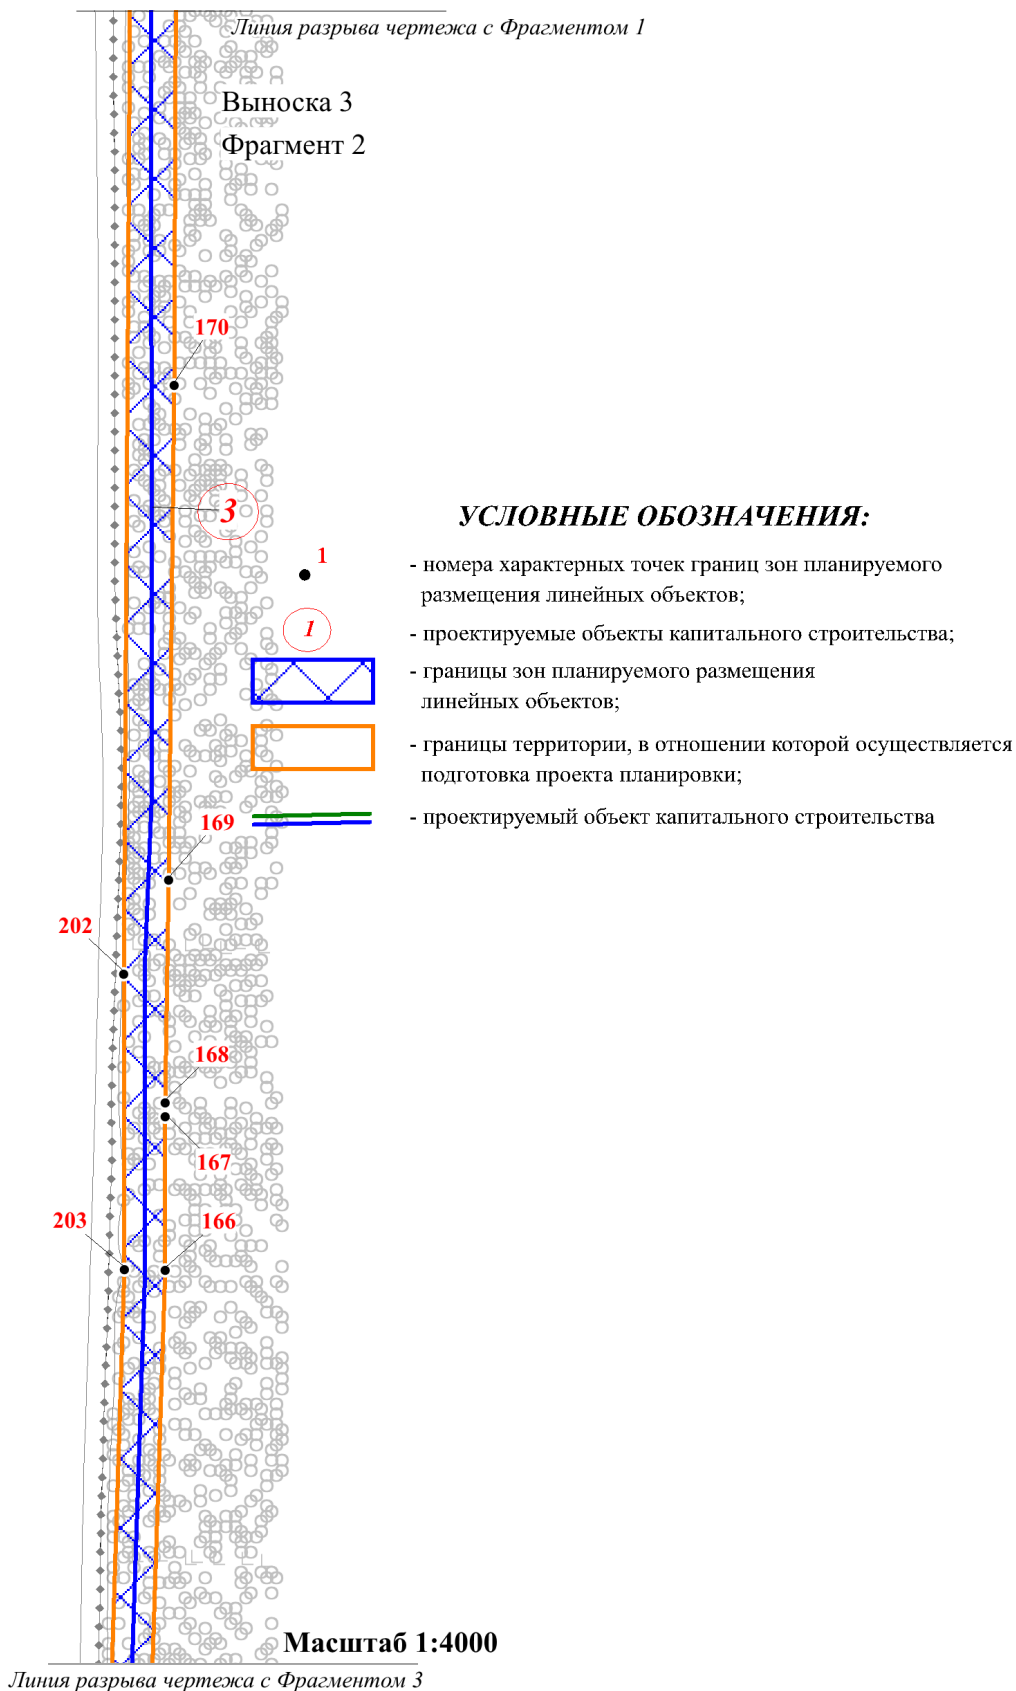 Линия разрыва чертежа с Фрагментом 1
Выноска 3
Фрагмент 2
170
3
УСЛОВНЫЕ ОБОЗНАЧЕНИЯ:
1
- номера характерных точек границ зон планируемого
размещения линейных объектов;
1
- проектируемые объекты капитального строительства;
- границы зон планируемого размещения
линейных объектов;
- границы территории, в отношении которой осуществляется
подготовка проекта планировки;
- проектируемый объект капитального строительства
169
202
168
167
203
166
Масштаб 1:4000
Линия разрыва чертежа с Фрагментом 3